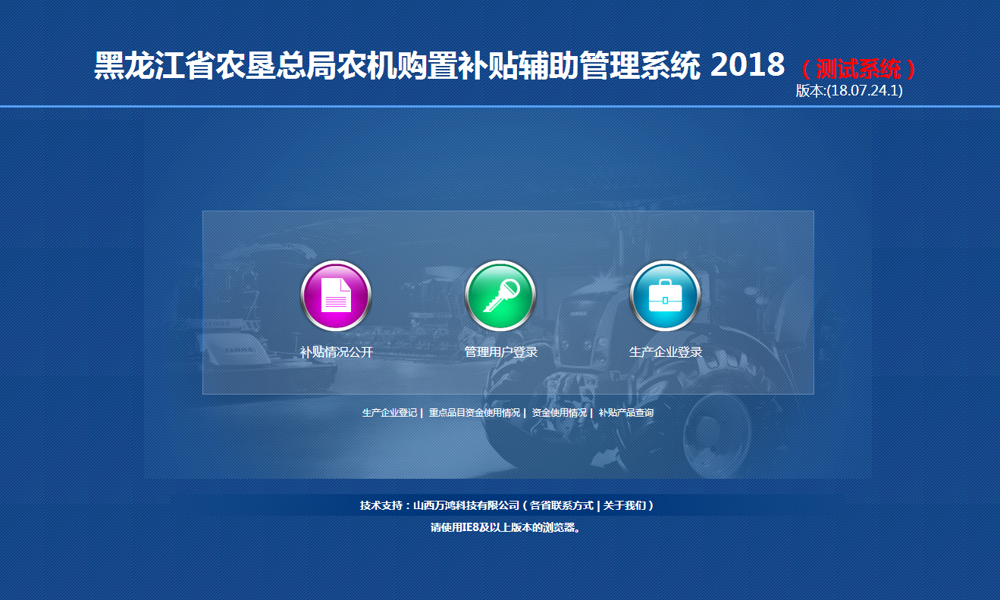 黑龙江省农垦总局农机购置补贴辅助管理系统 2018（测试系统）
版本:(18.07.24.1)
补贴情况公开
管理用户登录
生产企业登录
生产企业登记 | 重点品目资金使用情况 | 资金使用情况 | 补贴产品查询
技术支持：山西万鸿科技有限公司 ( 各省联系方式 | 关于我们 )
请使用IE8及以上版本的浏览器。